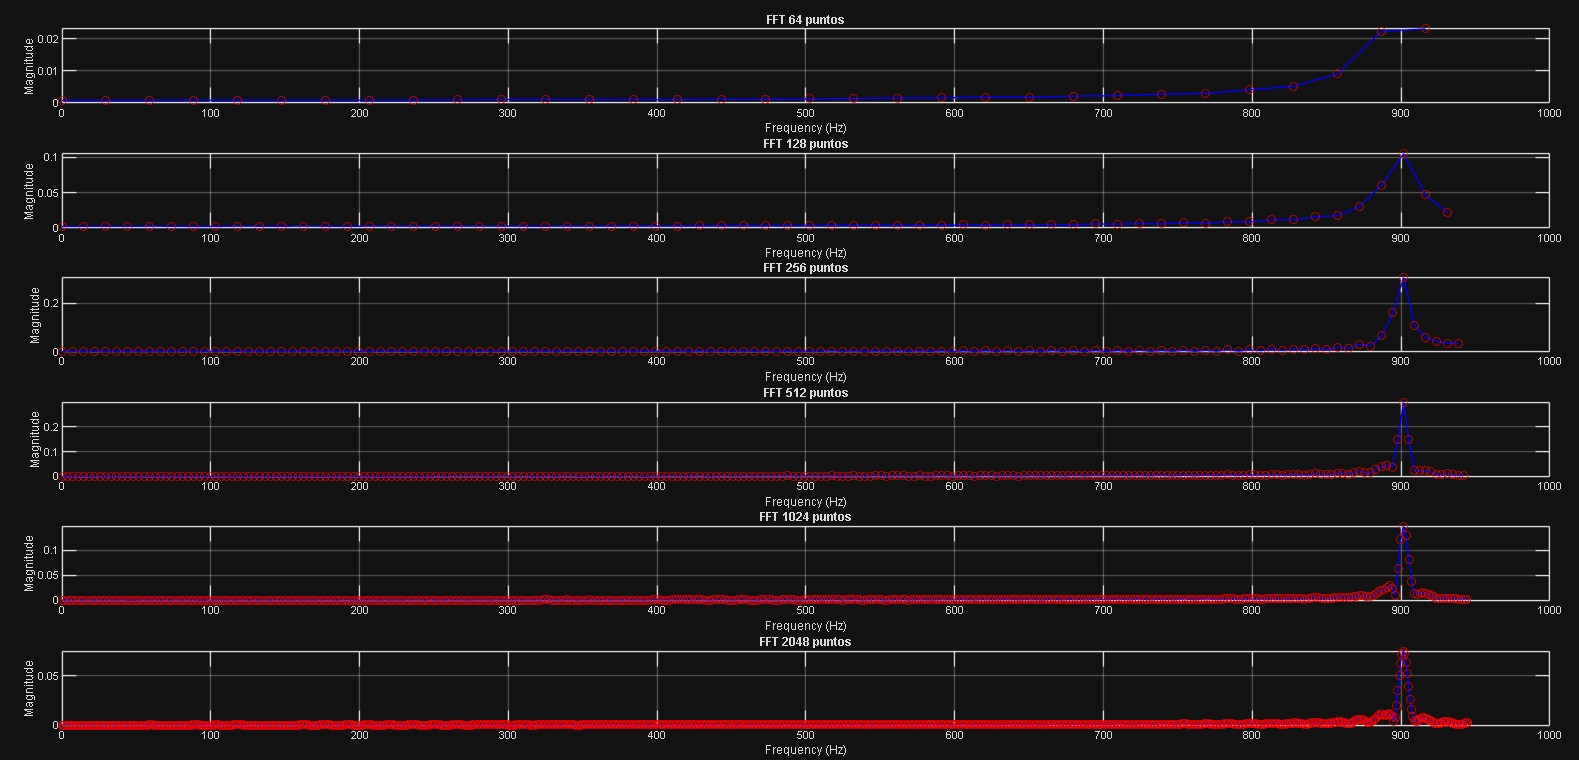 FFT 64 puntos
0.02
0.01
0
Magnitude
0 100 200 300 400 500 600 700 800 900 1000
Frequency (Hz)
FFT 128 puntos
0.1
0.05
0
Magnitude
0 100 200 300 400 500 600 700 800 900 1000
Frequency (Hz)
FFT 256 puntos
0.2
0
Magnitude
0 100 200 300 400 500 600 700 800 900 1000
Frequency (Hz)
FFT 512 puntos
0.2
0.1
0
Magnitude
0 100 200 300 400 500 600 700 800 900 1000
Frequency (Hz)
FFT 1024 puntos
0.1
0.05
0
Magnitude
0 100 200 300 400 500 600 700 800 900 1000
Frequency (Hz)
FFT 2048 puntos
0.05
0
Magnitude
0 100 200 300 400 500 600 700 800 900 1000
Frequency (Hz)